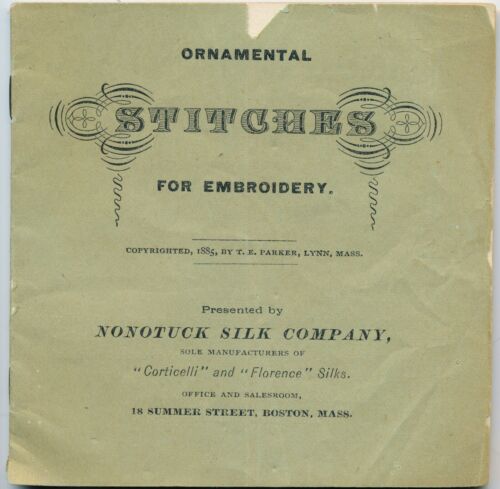 ORNAMENTAL
STITCHES
FOR EMBROIDERY.
COPYRIGHTED, 1885, BY T. E. PARKER, LYNN, MASS.
Presented by
NONOTUCK SILK COMPANY,
SOLE MANUFACTURERS OF
"Corticelli" and "Florence" Silks.
OFFICE AND SALESROOM,
18 SUMMER STREET, BOSTON, MASS.